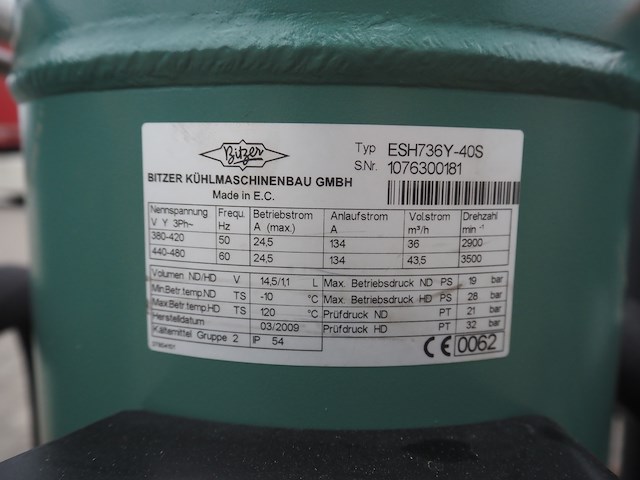 Bitzer
BITZER KÜHLMASCHINENBAU GMBH
Made in E.C.
Typ ESH736Y-40S
S.Nr. 1076300181
Nennspannung Frequ. Betriebstrom Anlaufstrom Volstrom Drehzahl
V Y 3Ph~ Hz A (max.) A m³/h min -1
380-420 50 24,5 134 36 2900
440-480 60 24,5 134 43,5 3500
Volumen ND/HD V 14,5/1,1 L Max. Betriebsdruck ND PS 19 bar
Min.Betr.temp.ND TS -10 °C Max. Betriebsdruck HD PS 28 bar
Max.Betr.temp.HD TS 120 °C Prüfdruck ND PT 21 bar
Herstelldatum 03/2009 Prüfdruck HD PT 32 bar
Kältemittel Gruppe 2 IP 54
CE 0062